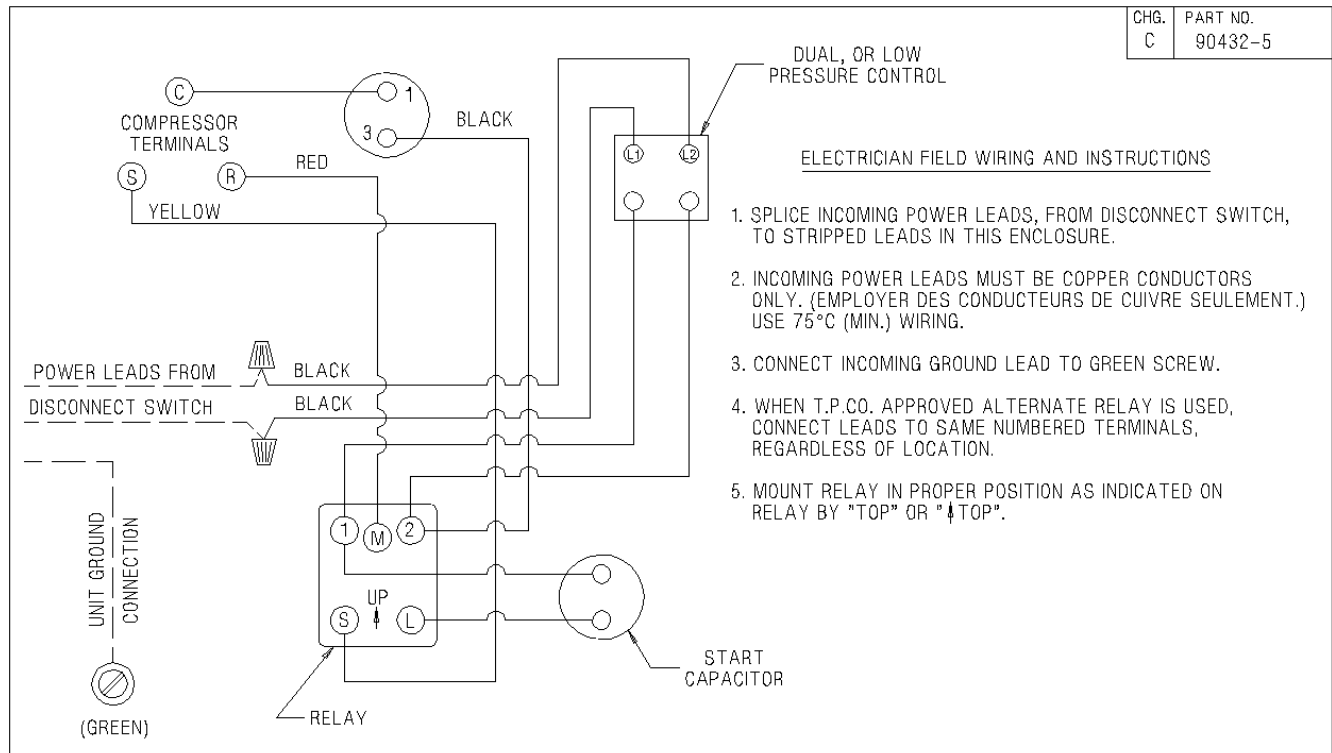 CHG. PART NO.
C 90432-5
DUAL, OR LOW
PRESSURE CONTROL
C
1
COMPRESSOR
TERMINALS
3
BLACK
S
R
RED
YELLOW
L1
L2
ELECTRICIAN FIELD WIRING AND INSTRUCTIONS
1. SPLICE INCOMING POWER LEADS, FROM DISCONNECT SWITCH,
TO STRIPPED LEADS IN THIS ENCLOSURE.
2. INCOMING POWER LEADS MUST BE COPPER CONDUCTORS
ONLY. (EMPLOYER DES CONDUCTEURS DE CUIVRE SEULEMENT.)
USE 75°C (MIN.) WIRING.
3. CONNECT INCOMING GROUND LEAD TO GREEN SCREW.
4. WHEN T.P.CO. APPROVED ALTERNATE RELAY IS USED,
CONNECT LEADS TO SAME NUMBERED TERMINALS,
REGARDLESS OF LOCATION.
5. MOUNT RELAY IN PROPER POSITION AS INDICATED ON
RELAY BY "TOP" OR "↑TOP".
POWER LEADS FROM
BLACK
DISCONNECT SWITCH
BLACK
UNIT GROUND
CONNECTION
(GREEN)
1
M
2
UP
S
L
RELAY
START
CAPACITOR